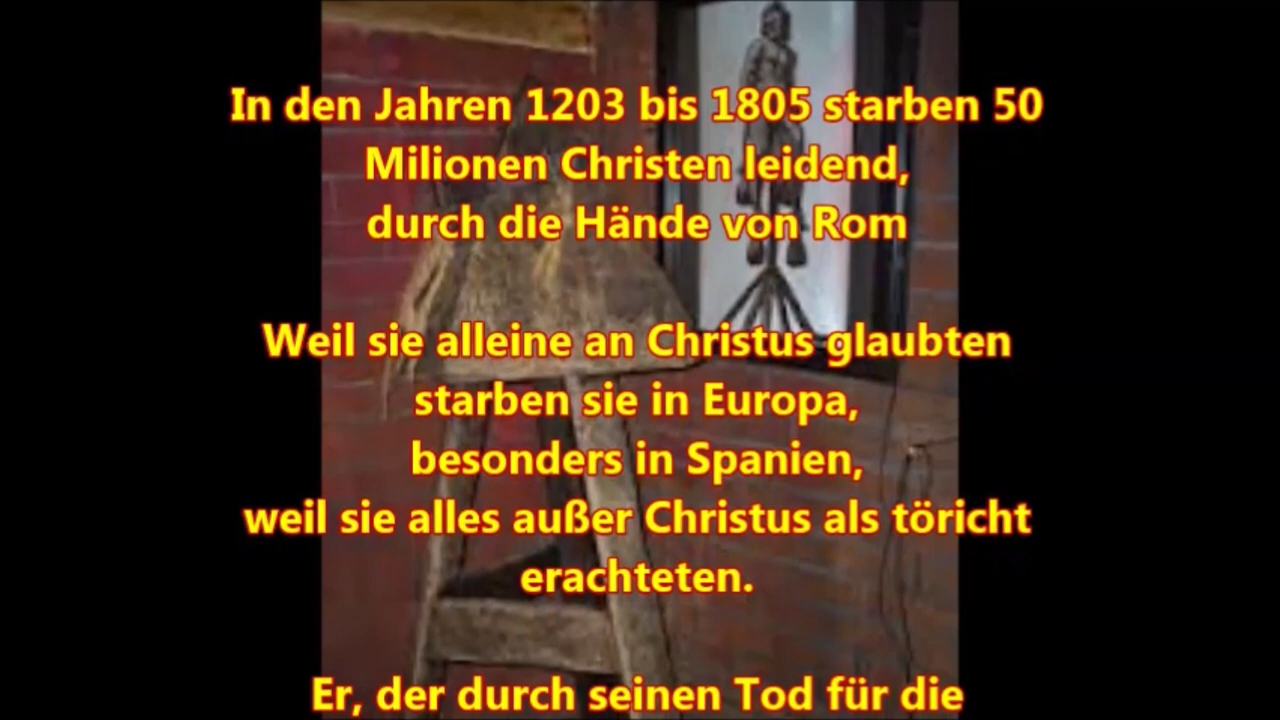 In den Jahren 1203 bis 1805 starben 50
Milionen Christen leidend,
durch die Hände von Rom
Weil sie alleine an Christus glaubten
starben sie in Europa,
besonders in Spanien,
weil sie alles außer Christus als töricht
erachteten.
Er, der durch seinen Tod für die